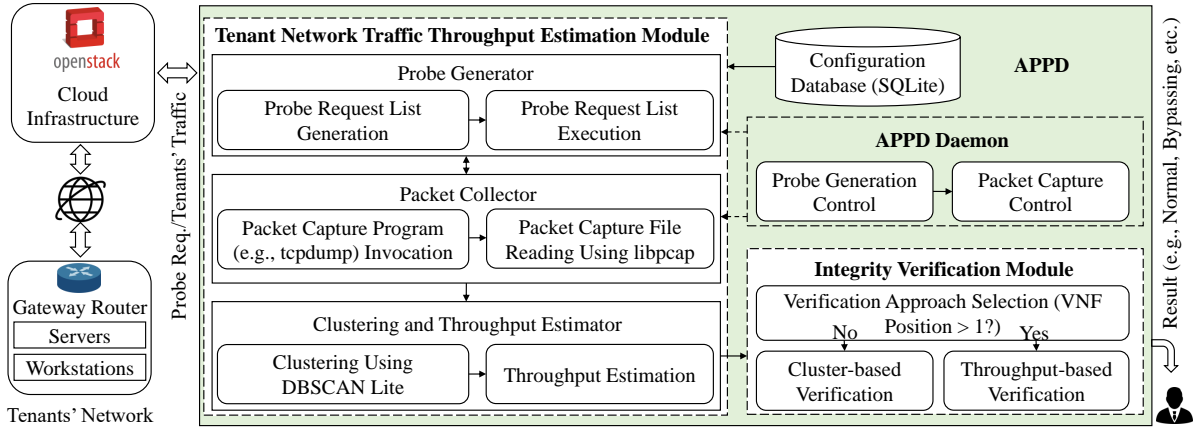 openstack
Cloud
Infrastructure
Gateway Router
Servers
Workstations
Tenants' Network
Probe Req./Tenants' Traffic
Tenant Network Traffic Throughput Estimation Module
Probe Generator
Probe Request List
Generation
Probe Request List
Execution
Packet Collector
Packet Capture Program
(e.g., tcpdump) Invocation
Packet Capture File
Reading Using libpcap
Clustering and Throughput Estimator
Clustering Using
DBSCAN Lite
Throughput Estimation
Configuration
Database (SQLite)
APPD
APPD Daemon
Probe Generation
Control
Packet Capture
Control
Integrity Verification Module
Verification Approach Selection (VNF
Position > 1?)
No
Yes
Cluster-based
Verification
Throughput-based
Verification
Result (e.g., Normal, Bypassing, etc.)